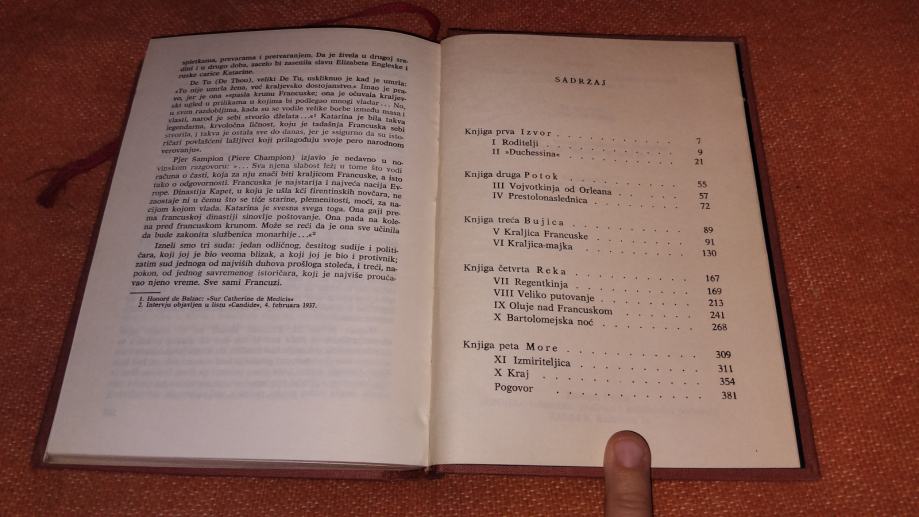 spletkama, prevarama i pretvaranjem. Da je živela u drugoj sre-
dini i u drugo doba, zacelo bi zasenila slavu Elizabete Engleske i
ruske carice Katarine.
De Tu (De Thou), veliki De Tu, uskliknuo je kad je umrla:
»To nije umrla žena, već kraljevsko dostojanstvo.« Imao je pra-
vo, jer je ona »spasla krunu Francuske; ona je očuvala kraljev-
ski ugled u prilikama u kojima bi podlegao mnogi vladar... No,
u svim razdobljima, kada su se vodile velike borbe između masa i
vlasti, narod je sebi stvorio dželata...«¹ Katarina je bila takva
legendarna, krvoločna ličnost, koju je tadašnja Francuska sebi
stvorila, i takva je ostala sve do danas, jer je »sigurno da su isto-
ričari povlašćeni lažljivci koji prilagođuju svoje pero narodnom
verovanju«.
Pjer Šampion (Piere Champion) izjavio je nedavno u no-
vinskom razgovoru: »... Sva njena slabost leži u tome što vodi
računa o časti, koja za nju znači biti kraljicom Francuske, a isto
tako o odgovornosti. Francuska je najstarija i najveća nacija Ev-
rope. Dinastija Kapet, u koju je ušla kći firentinskih novčare, ne
zaostaje ni u čemu što se tiče starine, plemenitosti, moći, za na-
cijom kojom vlada. Katarina je svesna svega toga. Ona gaji pre-
ma francuskoj dinastiji sinovlje poštovanje. Ona pada na kole-
na pred francuskom krunom. Može se reći da je ona sve učinila
da bude zakonita službenica monarhije...«²
Izneli smo tri suda: jedan odličnog, čestitog sudije i politi-
čara, koji joj je bio veoma blizak, a koji joj je bio i protivnik;
zatim sud jednoga od najviših duhova prošloga stoleća, i treći, na-
pokon, od jednog savremenog istoričara, koji je najviše prouča-
vao njeno vreme. Sve sami Francuzi.
1. Honoré de Balzac: »Sur Catherine de Medicis«
2. Intervju objavljen u listu »Candide«, 4. februara 1937.
SADRŽAJ
Knjiga prva Izvor . . . . . . . . . . 7
I Roditelji . . . . . . . . . . 9
II »Duchessina« . . . . . . . . . . 21
Knjiga druga Potok . . . . . . . . . . 55
III Vojvotkinja od Orleana . . . . . 57
IV Prestolonaslednica . . . . . . . 72
Knjiga treća Bujica . . . . . . . . . 89
V Kraljica Francuske . . . . . . . 91
VI Kraljica-majka . . . . . . . . . 130
Knjiga četvrta Reka . . . . . . . . . 167
VII Regentkinja . . . . . . . . . . 169
VIII Veliko putovanje . . . . . . . 213
IX Oluje nad Francuskom . . . . . 241
X Bartolomejska noć . . . . . . . 268
Knjiga peta More . . . . . . . . . . 309
XI Izmiriteljica . . . . . . . . . . 311
X Kraj . . . . . . . . . . 354
Pogovor . . . . . . . . . . 381